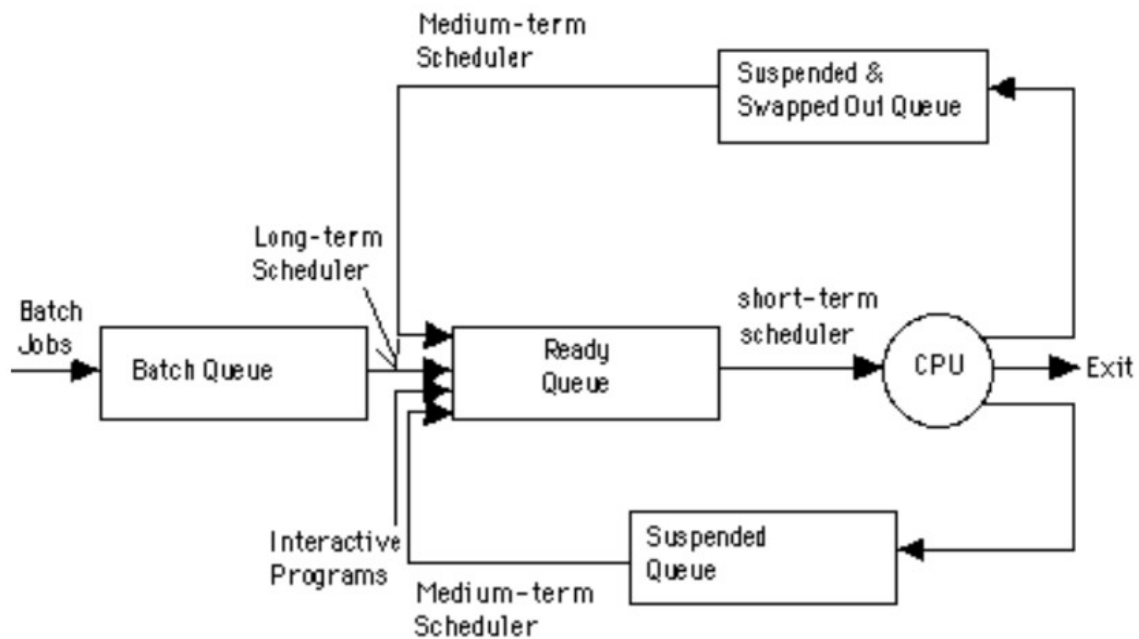 Medium-term
Scheduler
Suspended &
Swapped Out Queue
Long-term
Scheduler
Batch
Jobs
Batch Queue
Ready
Queue
short-term
scheduler
CPU
Exit
Interactive
Programs
Suspended
Queue
Medium-term
Scheduler